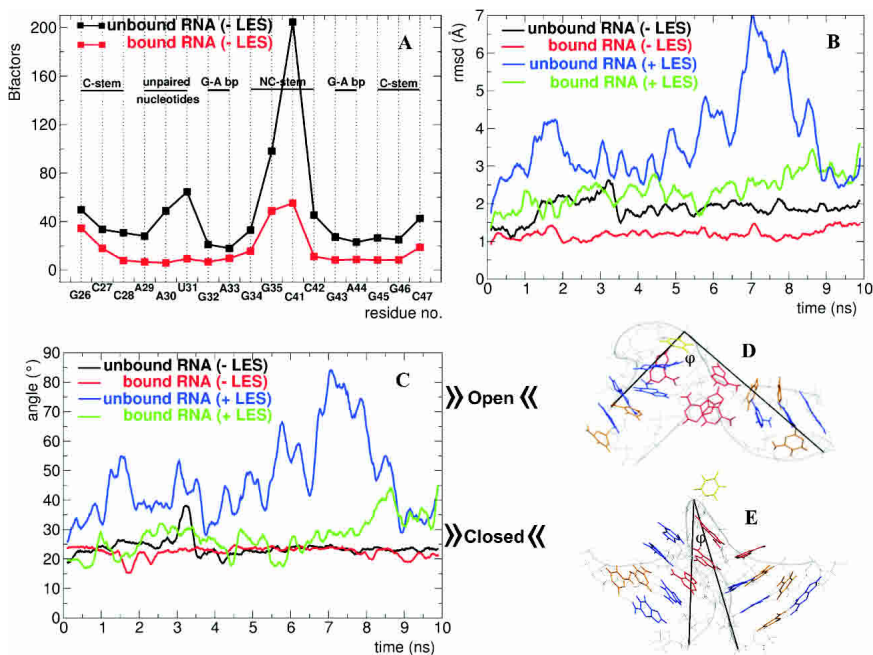 A
unbound RNA (- LES)
bound RNA (- LES)
Bfactors
200
160
120
80
40
0
C-stem
unpaired
nucleotides
G-A bp
NC-stem
G-A bp
C-stem
G26 C27 C28 A29 A30 U31 G32 A33 G34 G35 C41 C42 G43 A44 G45 G46 C47
residue no.
B
unbound RNA (- LES)
bound RNA (- LES)
unbound RNA (+ LES)
bound RNA (+ LES)
rmsd (Å)
7
6
5
4
3
2
1
0
0 1 2 3 4 5 6 7 8 9 10
time (ns)
C
unbound RNA (- LES)
bound RNA (- LES)
unbound RNA (+ LES)
bound RNA (+ LES)
angle (°)
90
80
70
60
50
40
30
20
10
0
0 1 2 3 4 5 6 7 8 9 10
time (ns)
D
φ
⟫ Open ⟪
E
φ
⟫ Closed ⟪